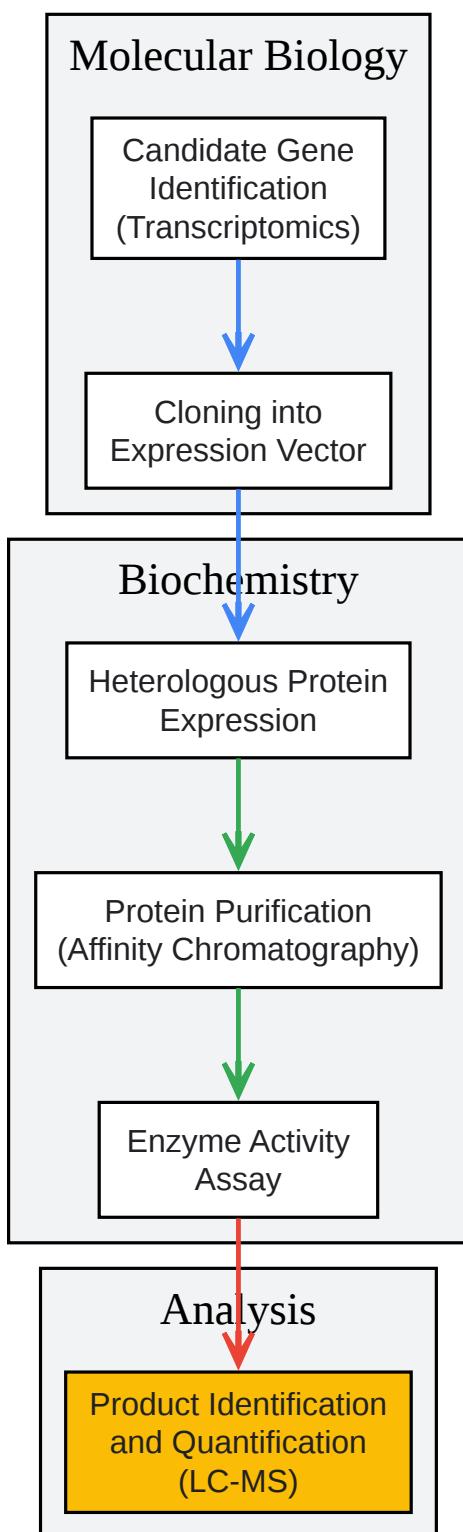 Molecular Biology
Candidate Gene
Identification
(Transcriptomics)
Cloning into
Expression Vector
Biochemistry
Heterologous Protein
Expression
Protein Purification
(Affinity Chromatography)
Enzyme Activity
Assay
Analysis
Product Identification
and Quantification
(LC-MS)